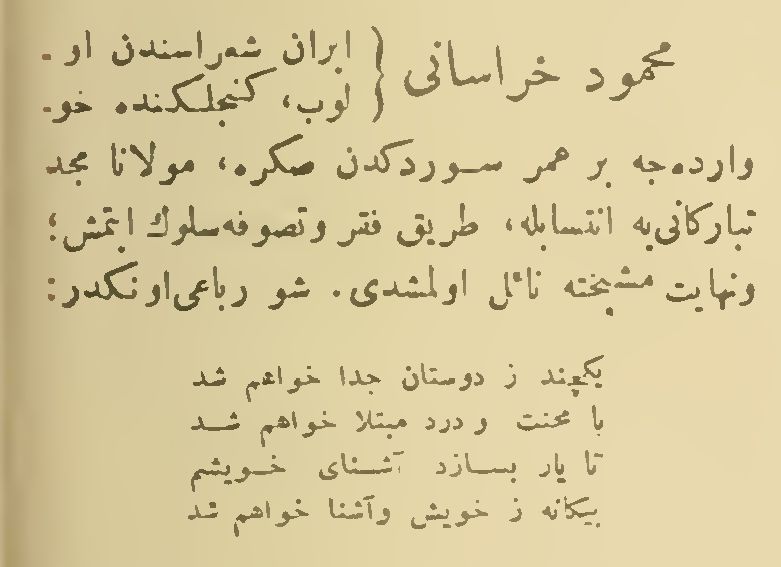 محمود خراسانی { ایران شعراسندن او-
لوب، کنجلکنده خو-
وارده‌جه بر عمر سوردکدن صکره، مولانا مجد
تبارکانی‌یه انتسابله، طریق فقر وتصوفه‌سلوك ایتمش؛
ونهایت مشیخته نائل اولمشدی. شو رباعی‌اونکدر:
یکچند ز دوستان جدا خواهم شد
با محنت و درد مبتلا خواهم شد
تا یار بسازد آشنای خویشم
بیکانه ز خویش وآشنا خواهم شد